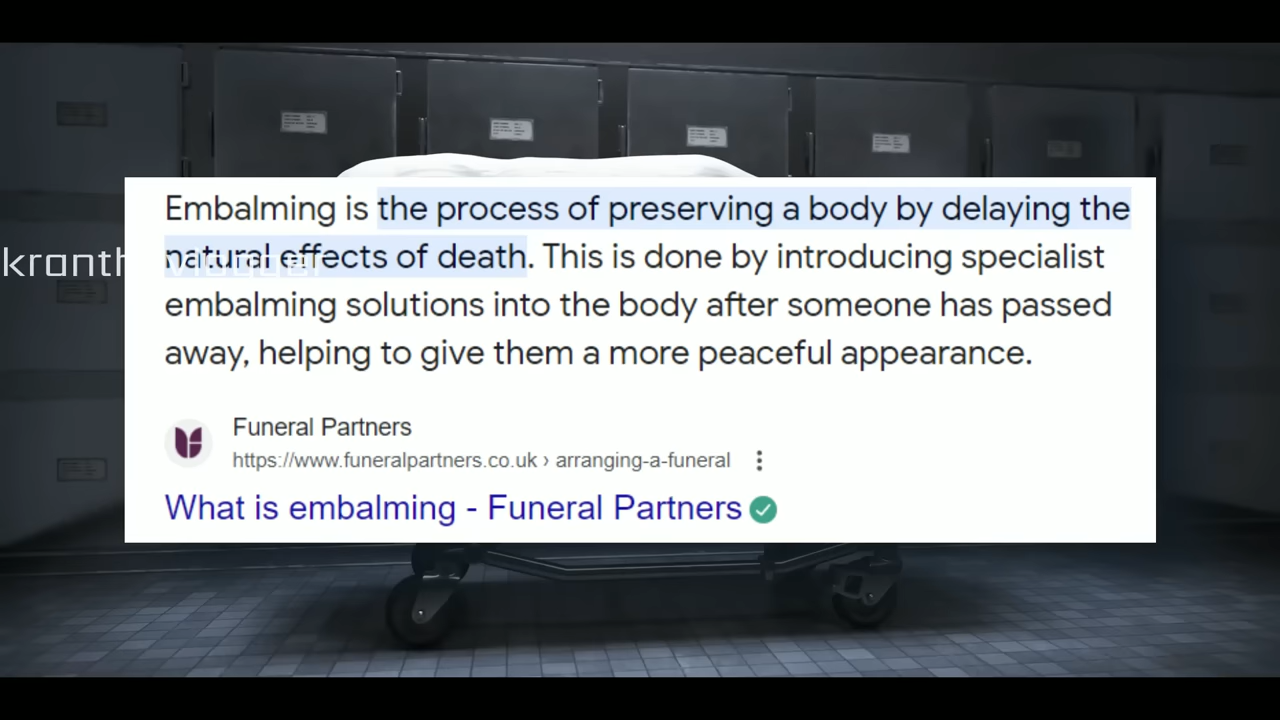 Embalming is the process of preserving a body by delaying the
natural effects of death. This is done by introducing specialist
embalming solutions into the body after someone has passed
away, helping to give them a more peaceful appearance.
Funeral Partners
https://www.funeralpartners.co.uk › arranging-a-funeral
What is embalming - Funeral Partners